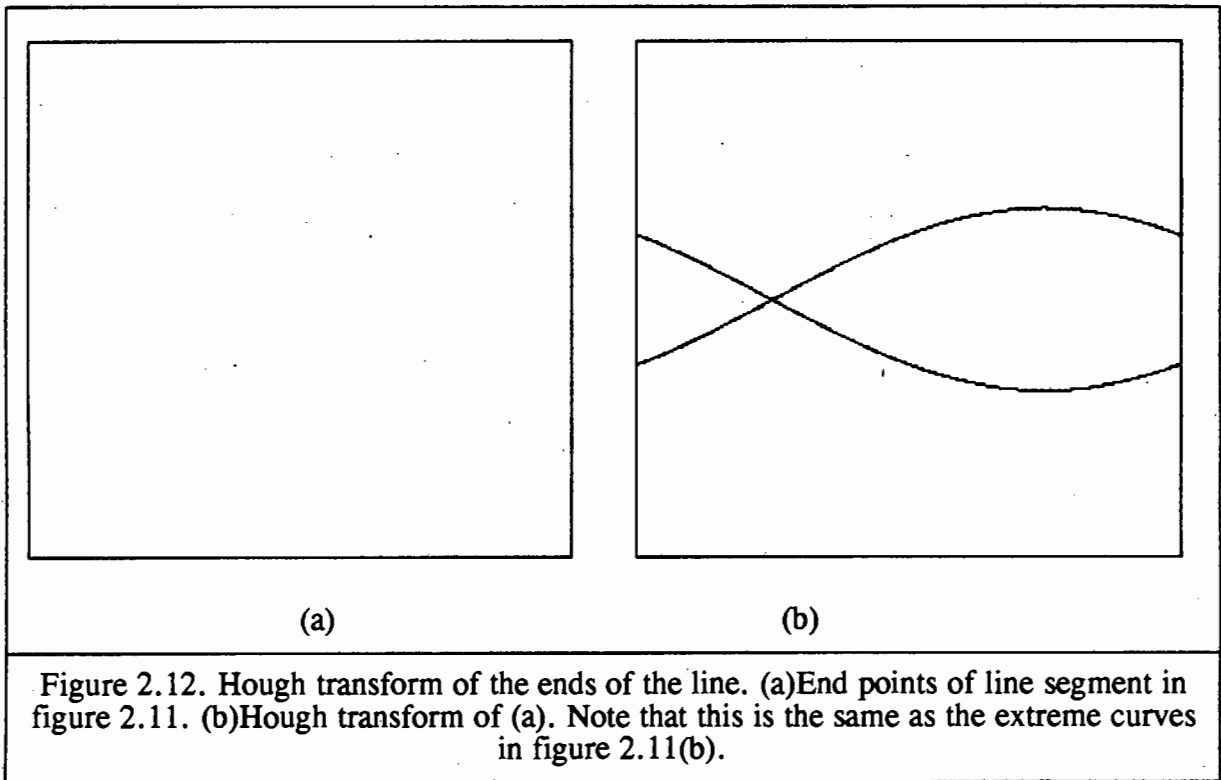 (a)
(b)
Figure 2.12. Hough transform of the ends of the line. (a)End points of line segment in
figure 2.11. (b)Hough transform of (a). Note that this is the same as the extreme curves
in figure 2.11(b).